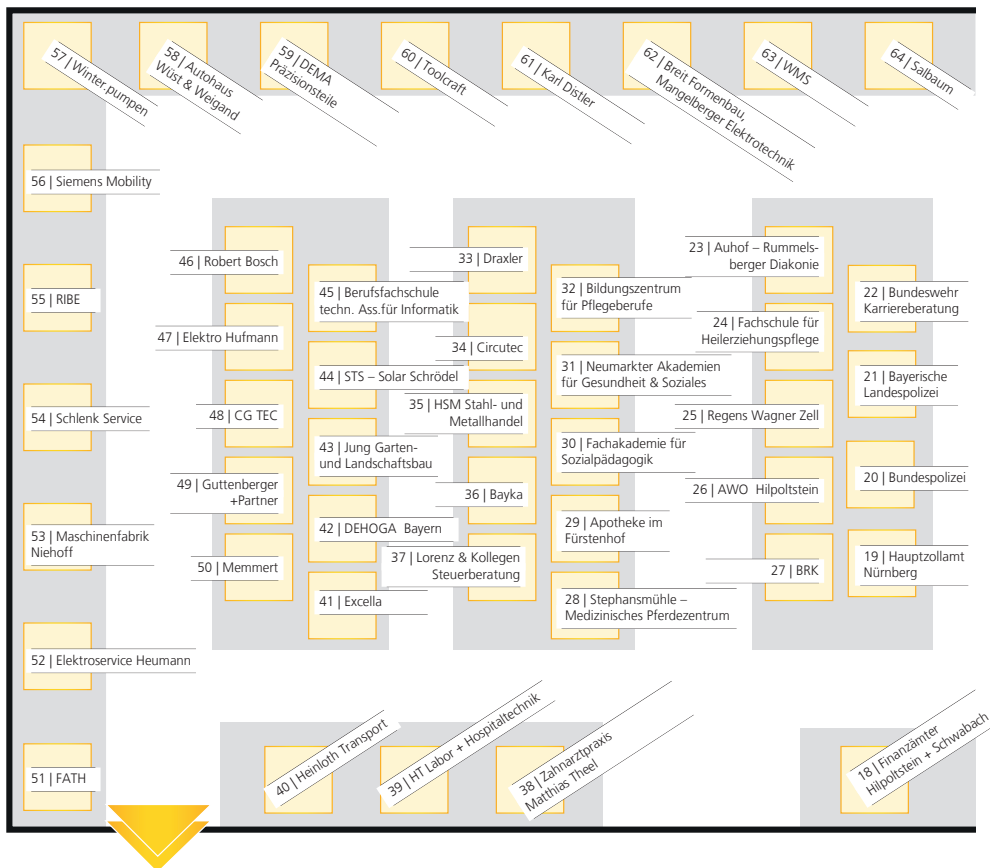 57 | Winter.pumpen
58 | Autohaus
Wüst & Weigand
59 | DEMA
Präzisionsteile
60 | Toolcraft
61 | Karl Distler
62 | Breit Formenbau,
Mangelberger Elektrotechnik
63 | WMS
64 | Salbaum
56 | Siemens Mobility
55 | RIBE
54 | Schlenk Service
53 | Maschinenfabrik
Niehoff
52 | Elektroservice Heumann
51 | FATH
46 | Robert Bosch
47 | Elektro Hufmann
48 | CG TEC
49 | Guttenberger
+Partner
50 | Memmert
45 | Berufsfachschule
techn. Ass.für Informatik
44 | STS – Solar Schrödel
43 | Jung Garten-
und Landschaftsbau
42 | DEHOGA Bayern
41 | Excella
33 | Draxler
34 | Circutec
35 | HSM Stahl- und
Metallhandel
36 | Bayka
37 | Lorenz & Kollegen
Steuerberatung
32 | Bildungszentrum
für Pflegeberufe
31 | Neumarkter Akademien
für Gesundheit & Soziales
30 | Fachakademie für
Sozialpädagogik
29 | Apotheke im
Fürstenhof
28 | Stephansmühle –
Medizinisches Pferdezentrum
23 | Auhof – Rummels-
berger Diakonie
24 | Fachschule für
Heilerziehungspflege
25 | Regens Wagner Zell
26 | AWO Hilpoltstein
27 | BRK
22 | Bundeswehr
Karriereberatung
21 | Bayerische
Landespolizei
20 | Bundespolizei
19 | Hauptzollamt
Nürnberg
40 | Heinloth Transport
39 | HT Labor + Hospitaltechnik
38 | Zahnarztpraxis
Matthias Theel
18 | Finanzämter
Hilpoltstein + Schwabach